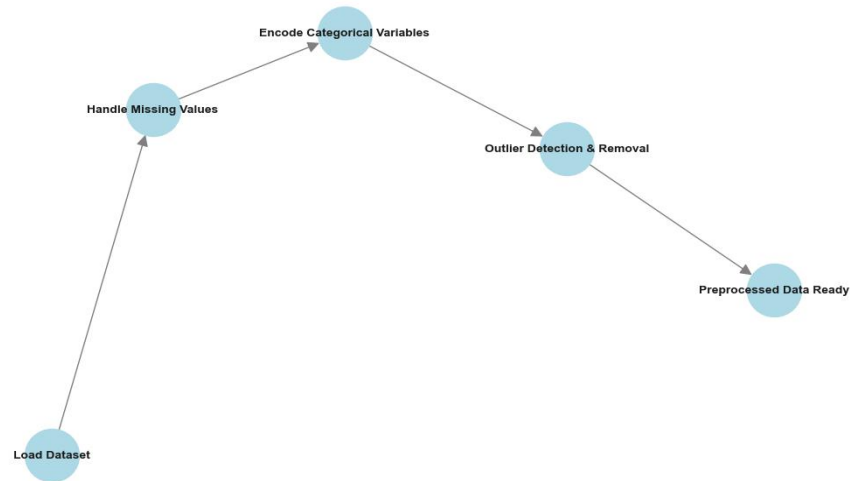 Encode Categorical Variables
Handle Missing Values
Outlier Detection & Removal
Preprocessed Data Ready
Load Dataset